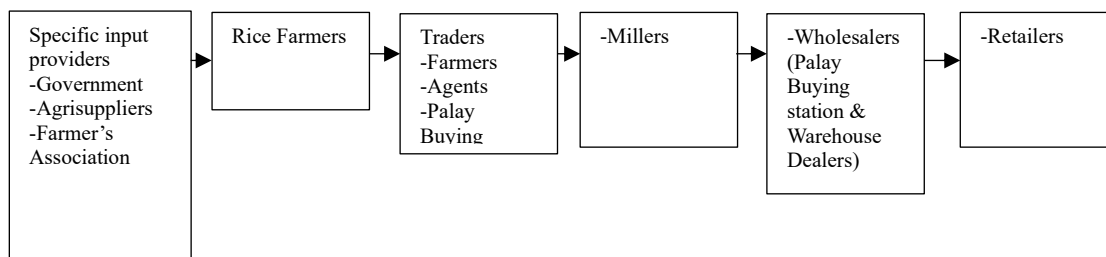 Specific input
providers
-Government
-Agrisuppliers
-Farmer’s
Association
Rice Farmers
Traders
-Farmers
-Agents
-Palay
Buying
-Millers
-Wholesalers
(Palay
Buying
station &
Warehouse
Dealers)
-Retailers